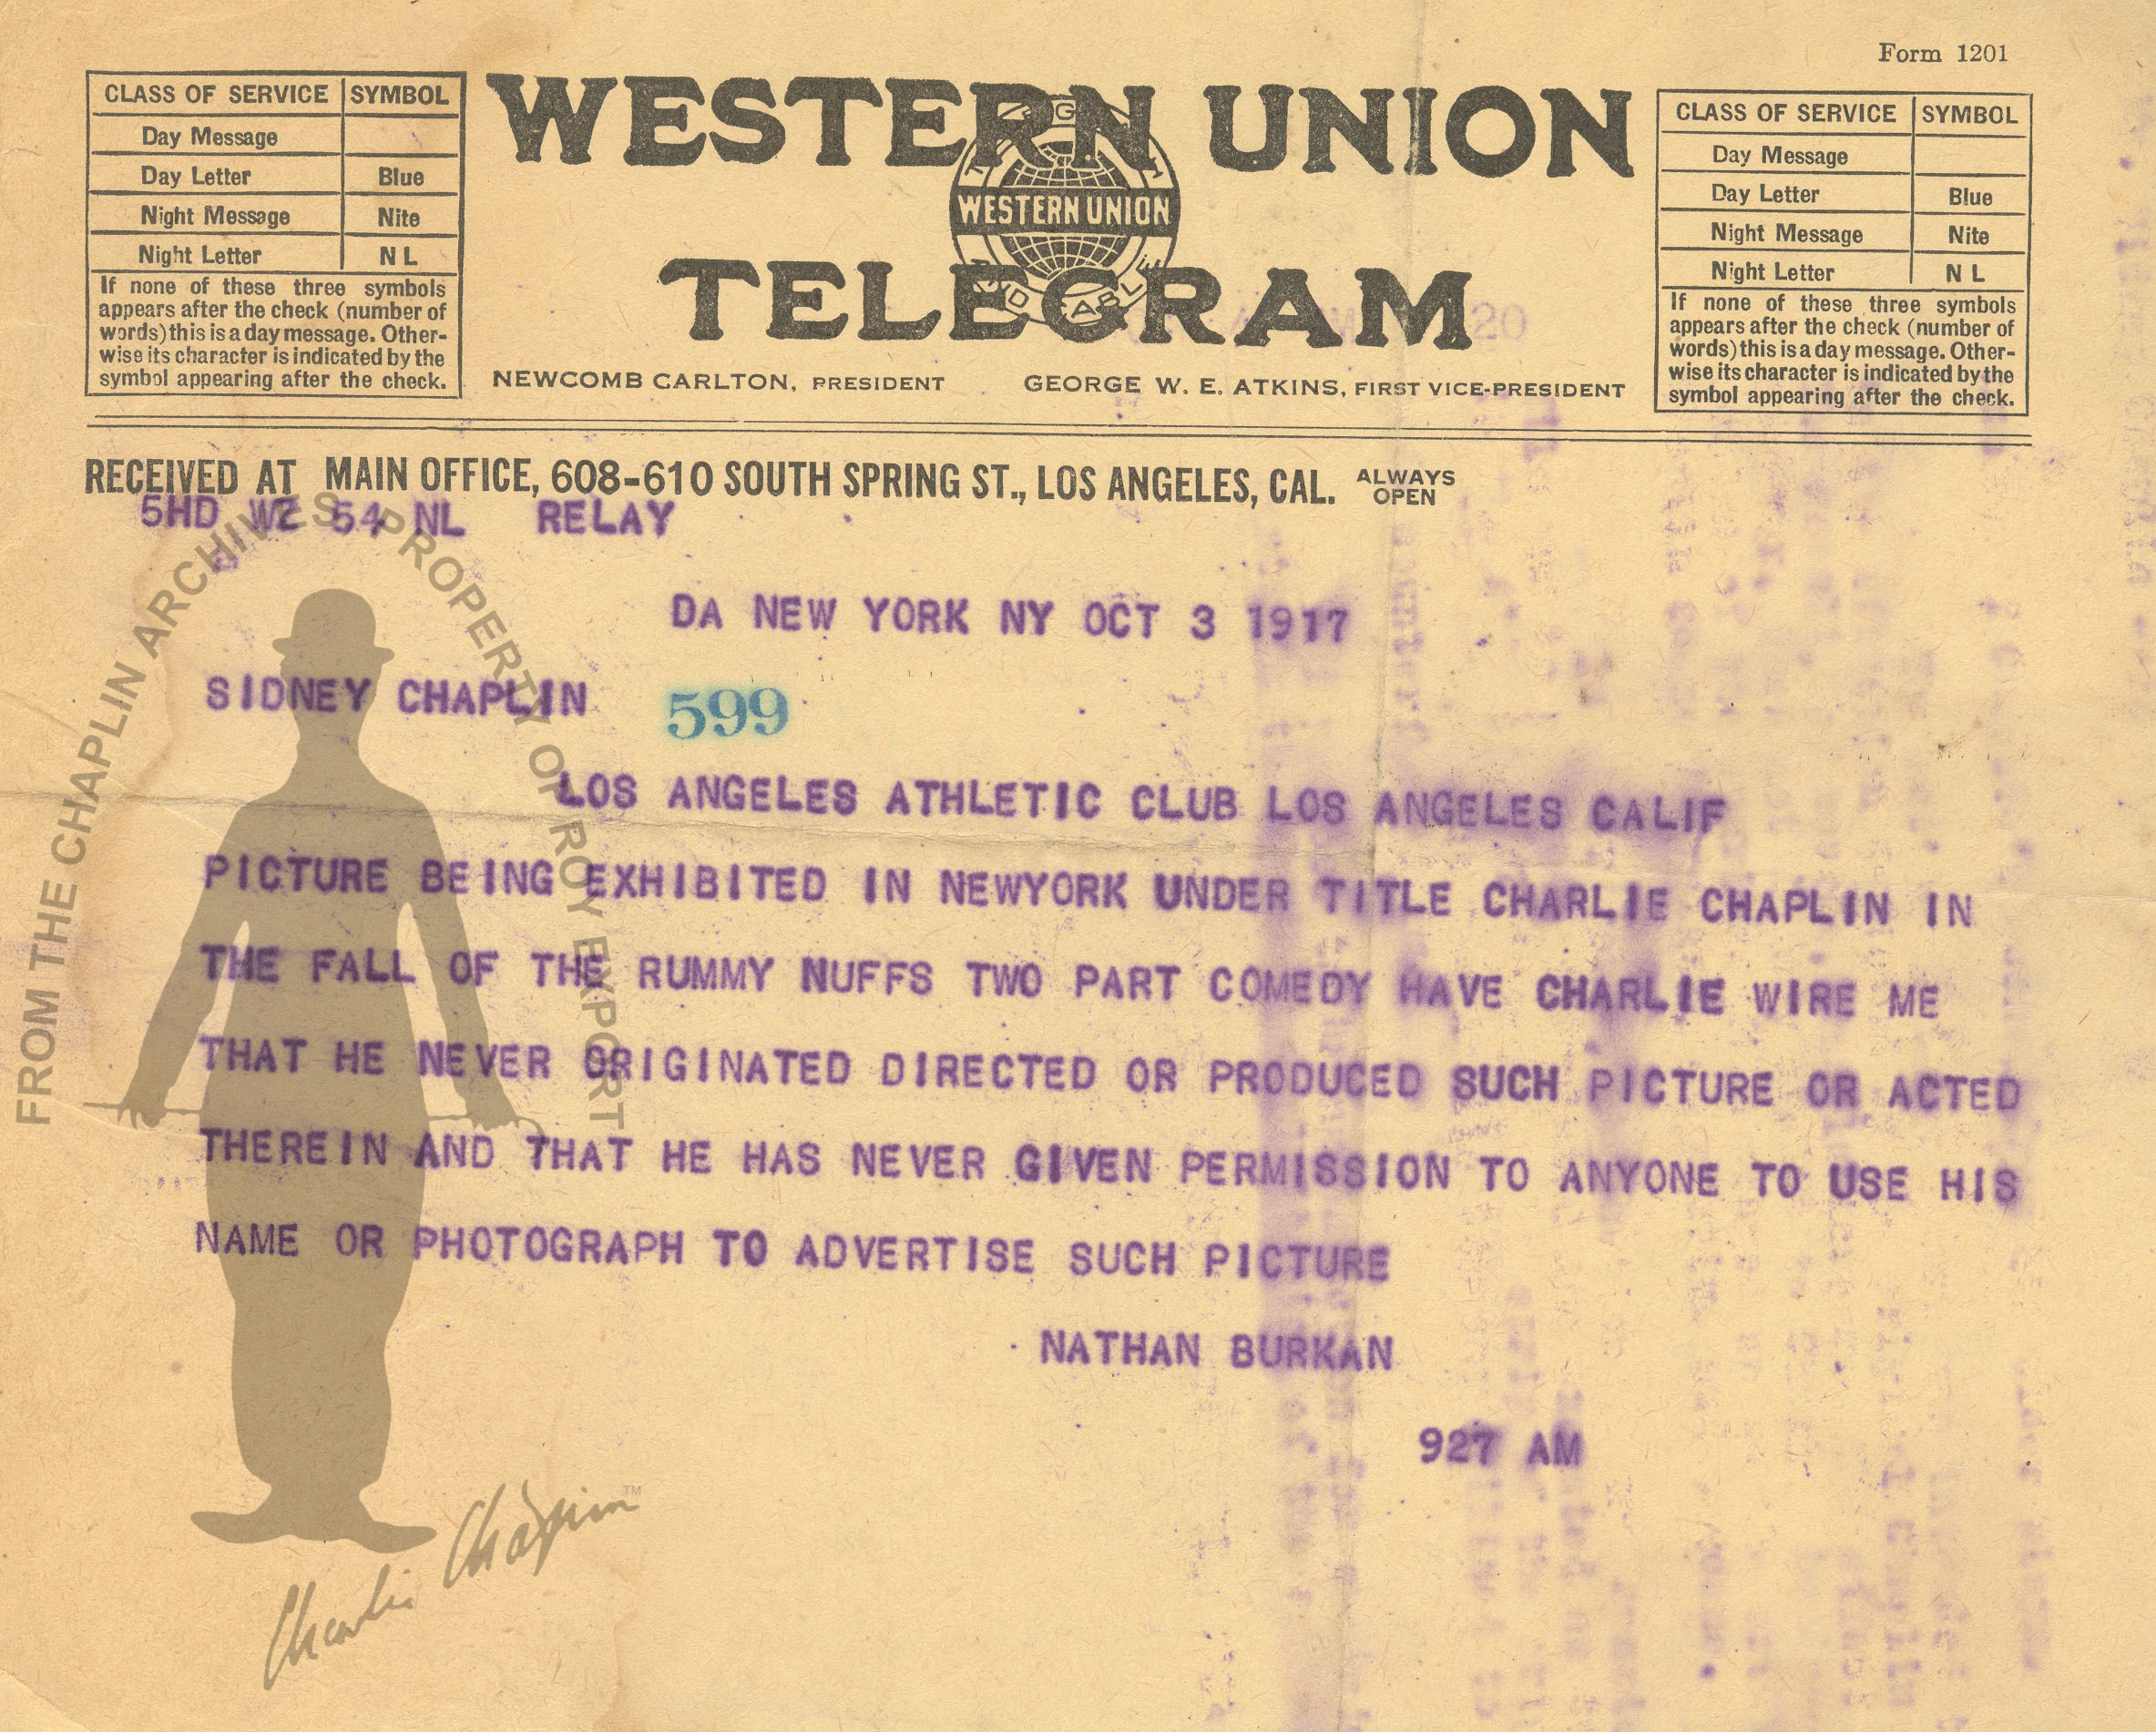 Form 1201
CLASS OF SERVICE SYMBOL
Day Message
Day Letter Blue
Night Message Nite
Night Letter N L
If none of these three symbols
appears after the check (number of
words) this is a day message. Other-
wise its character is indicated by the
symbol appearing after the check.
WESTERN UNION
WESTERN UNION
TELEGRAM
NEWCOMB CARLTON, PRESIDENT GEORGE W. E. ATKINS, FIRST VICE-PRESIDENT
CLASS OF SERVICE SYMBOL
Day Message
Day Letter Blue
Night Message Nite
Night Letter N L
If none of these three symbols
appears after the check (number of
words) this is a day message. Other-
wise its character is indicated by the
symbol appearing after the check.
RECEIVED AT MAIN OFFICE, 608-610 SOUTH SPRING ST., LOS ANGELES, CAL. ALWAYS OPEN
5HD WZ 54 NL RELAY
DA NEW YORK NY OCT 3 1917
SIDNEY CHAPLIN 599
LOS ANGELES ATHLETIC CLUB LOS ANGELES CALIF
PICTURE BEING EXHIBITED IN NEWYORK UNDER TITLE CHARLIE CHAPLIN IN
THE FALL OF THE RUMMY NUFFS TWO PART COMEDY HAVE CHARLIE WIRE ME
THAT HE NEVER ORIGINATED DIRECTED OR PRODUCED SUCH PICTURE OR ACTED
THEREIN AND THAT HE HAS NEVER GIVEN PERMISSION TO ANYONE TO USE HIS
NAME OR PHOTOGRAPH TO ADVERTISE SUCH PICTURE
NATHAN BURKAN
927 AM
FROM THE CHAPLIN ARCHIVES PROPERTY OF ROY EXPORT
Charlie Chaplin TM